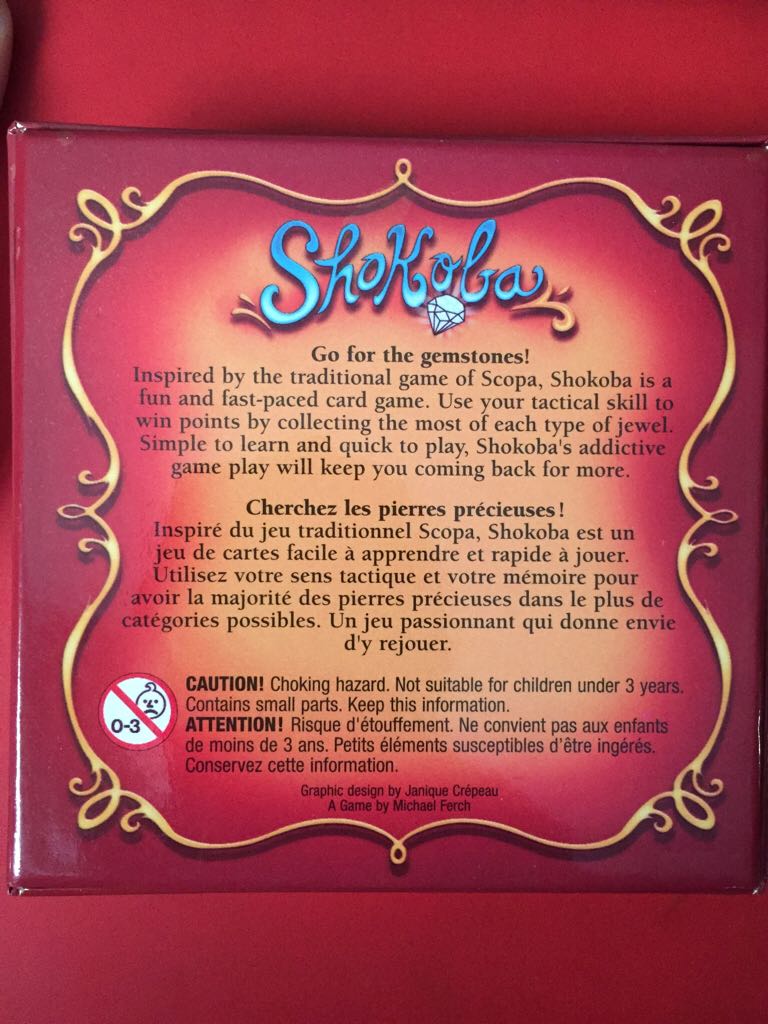 Shokoba
Go for the gemstones!
Inspired by the traditional game of Scopa, Shokoba is a
fun and fast-paced card game. Use your tactical skill to
win points by collecting the most of each type of jewel.
Simple to learn and quick to play, Shokoba's addictive
game play will keep you coming back for more.
Cherchez les pierres précieuses!
Inspiré du jeu traditionnel Scopa, Shokoba est un
jeu de cartes facile à apprendre et rapide à jouer.
Utilisez votre sens tactique et votre mémoire pour
avoir la majorité des pierres précieuses dans le plus de
catégories possibles. Un jeu passionnant qui donne envie
d'y rejouer.
0-3
CAUTION! Choking hazard. Not suitable for children under 3 years.
Contains small parts. Keep this information.
ATTENTION! Risque d'étouffement. Ne convient pas aux enfants
de moins de 3 ans. Petits éléments susceptibles d'être ingérés.
Conservez cette information.
Graphic design by Janique Crépeau
A Game by Michael Ferch